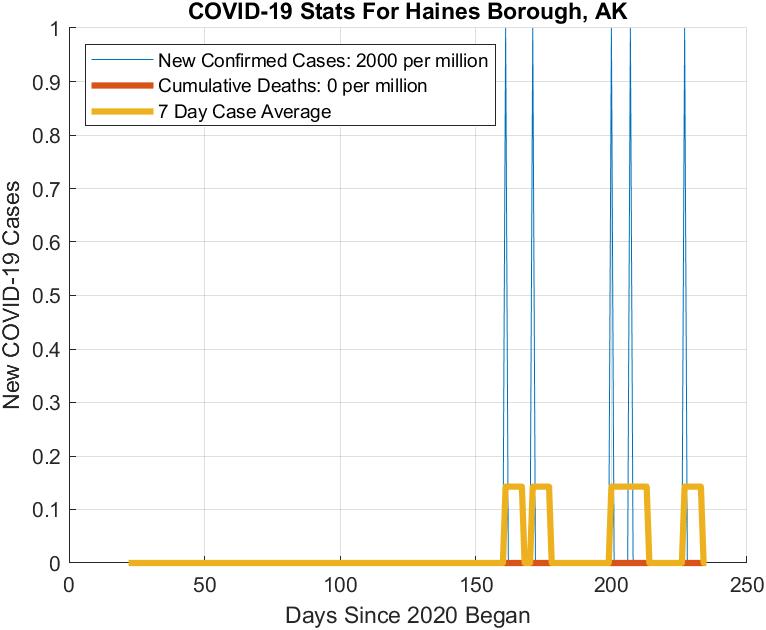 COVID-19 Stats For Haines Borough, AK
New Confirmed Cases: 2000 per million
Cumulative Deaths: 0 per million
7 Day Case Average
New COVID-19 Cases
1
0.9
0.8
0.7
0.6
0.5
0.4
0.3
0.2
0.1
0
0 50 100 150 200 250
Days Since 2020 Began